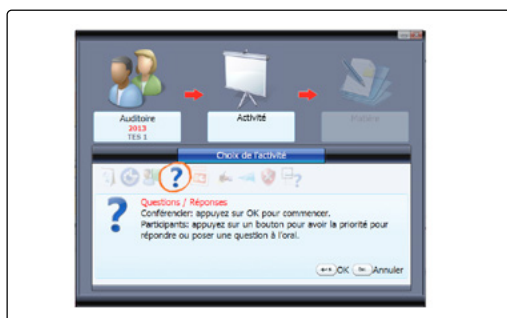 Auditoire
2013
TES 1
Activité
Matière
Choix de l'activité
Questions / Réponses
Conférencier: appuyez sur OK pour commencer.
Participants: appuyez sur un bouton pour avoir la priorité pour
répondre ou poser une question à l'oral.
OK
Annuler